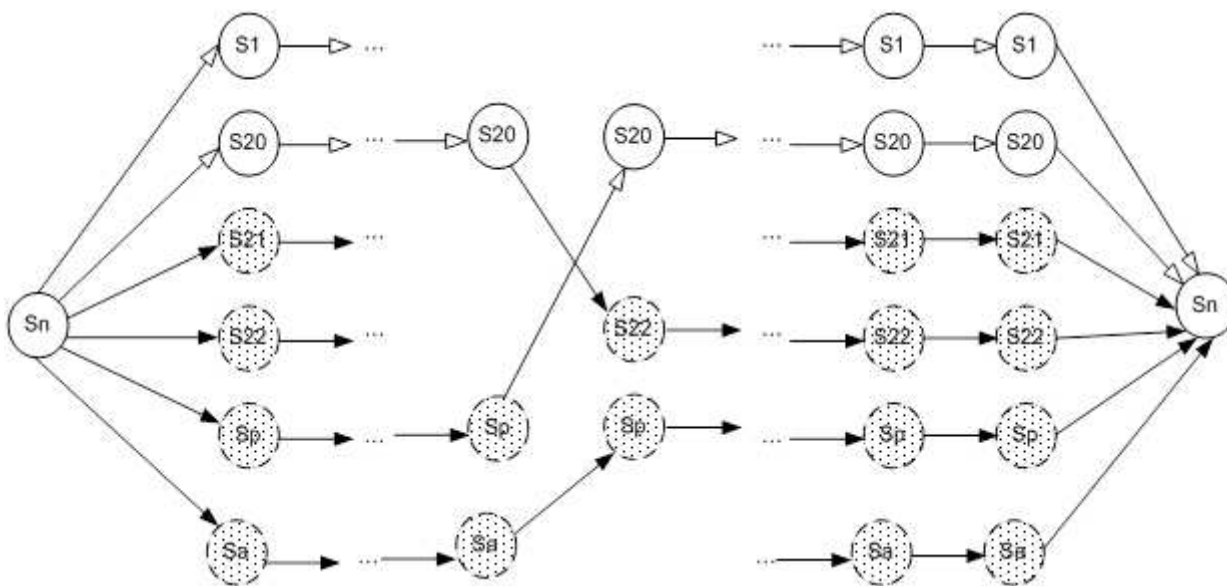 S1 ... ... S1 S1
S20 ... S20 S20 ... S20 S20
S21 ... ... S21 S21
Sn ... Sn
S22 ... S22 ... S22 S22
Sp ... Sp Sp ... Sp Sp
Sa ... Sa ... Sa Sa